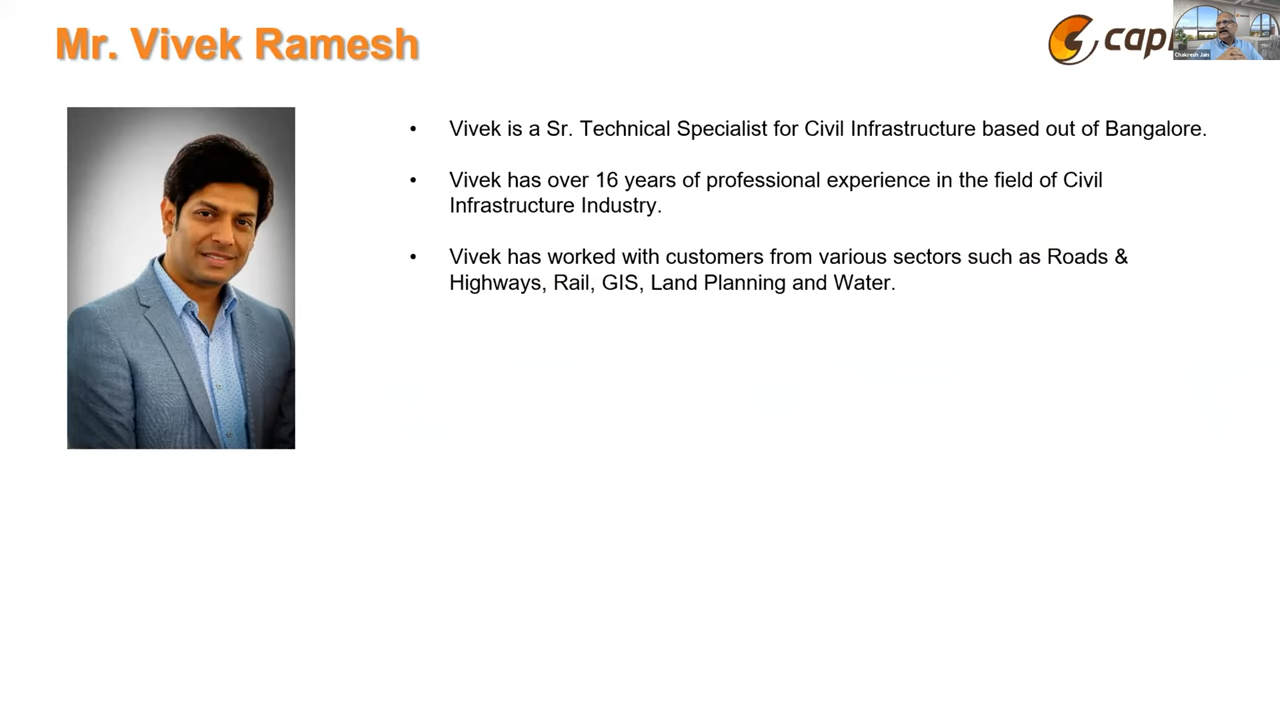 Mr. Vivek Ramesh
Chakresh Jain
• Vivek is a Sr. Technical Specialist for Civil Infrastructure based out of Bangalore.
• Vivek has over 16 years of professional experience in the field of Civil
Infrastructure Industry.
• Vivek has worked with customers from various sectors such as Roads &
Highways, Rail, GIS, Land Planning and Water.